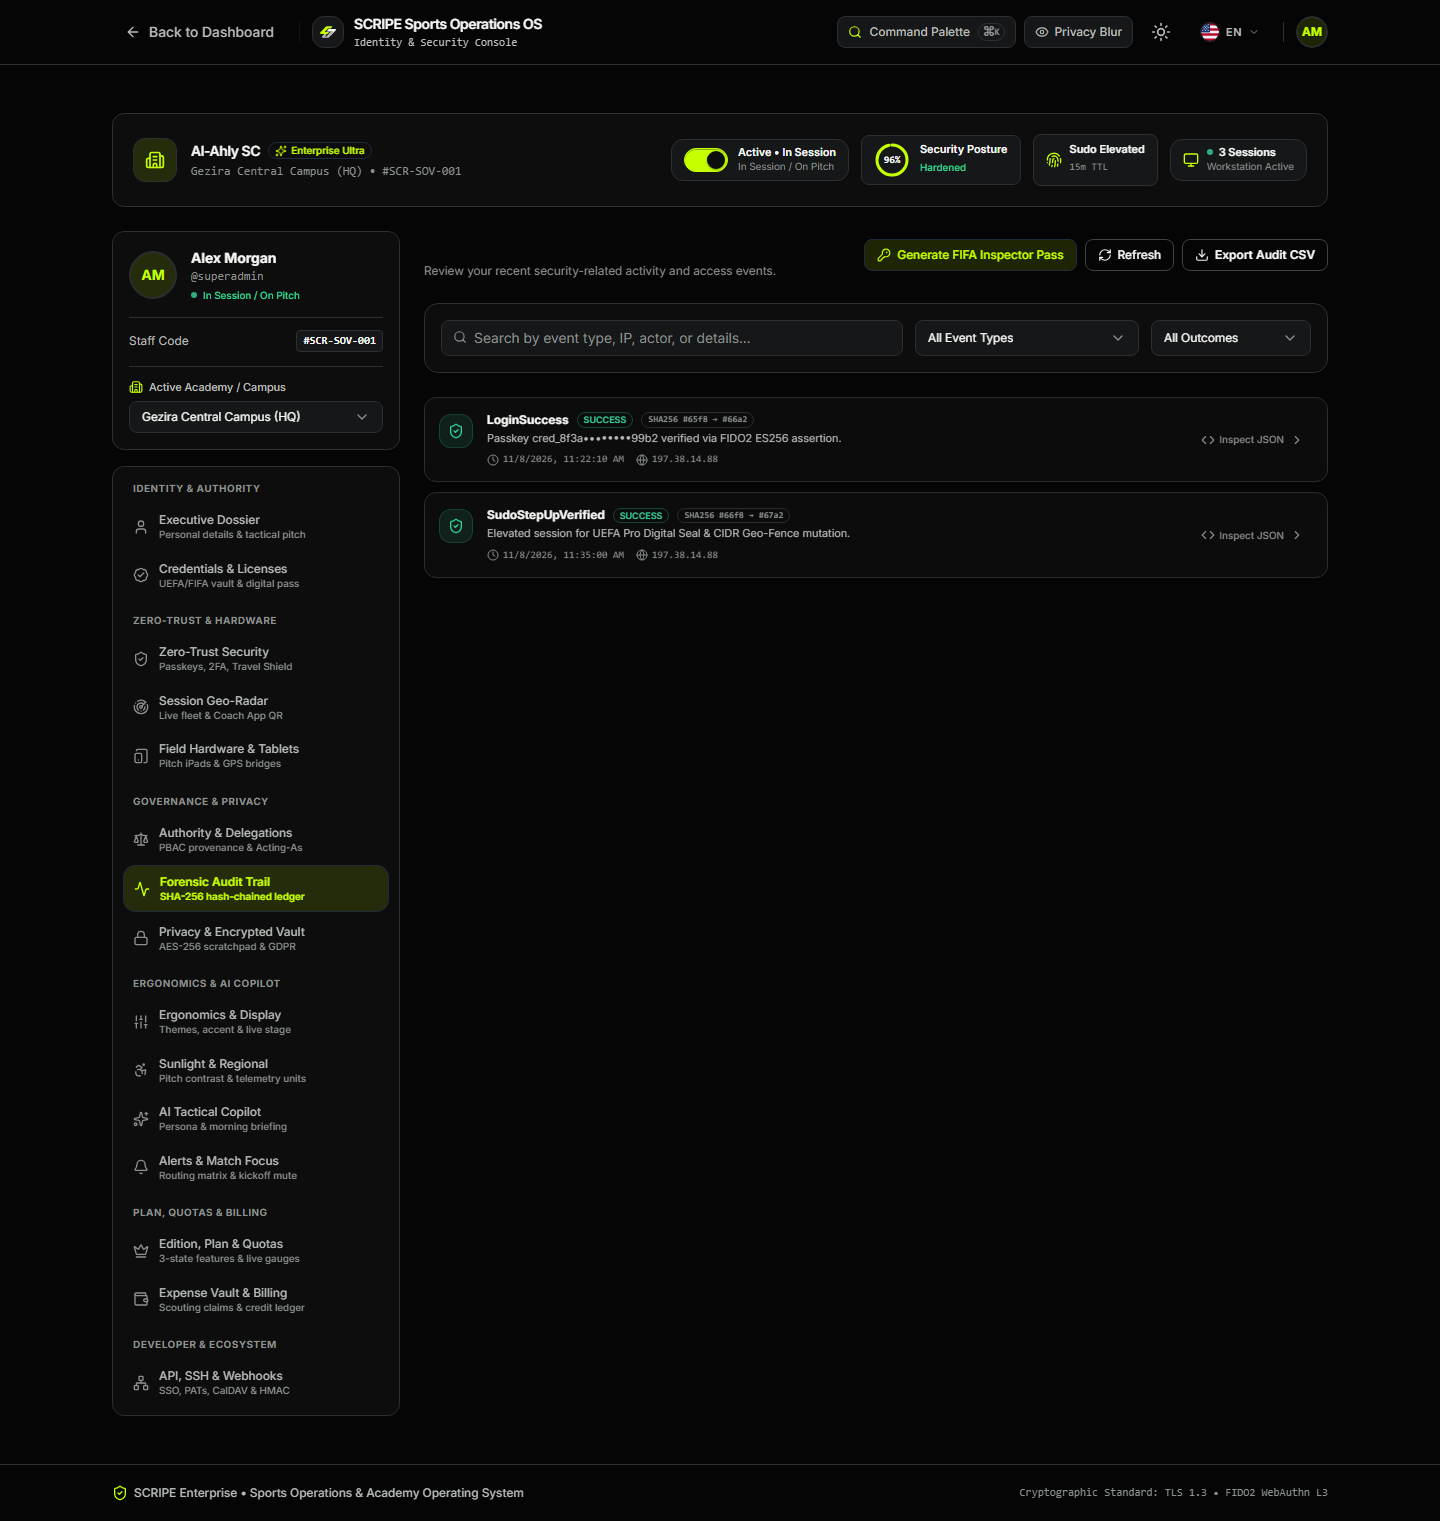 Back to Dashboard
SCRIPE Sports Operations OS
Identity & Security Console
Command Palette ⌘K
Privacy Blur
EN
AM
Al-Ahly SC
Enterprise Ultra
Gezira Central Campus (HQ) • #SCR-SOV-001
Active • In Session
In Session / On Pitch
96%
Security Posture
Hardened
Sudo Elevated
15m TTL
3 Sessions
Workstation Active
AM
Alex Morgan
@superadmin
In Session / On Pitch
Staff Code
#SCR-SOV-001
Active Academy / Campus
Gezira Central Campus (HQ)
IDENTITY & AUTHORITY
Executive Dossier
Personal details & tactical pitch
Credentials & Licenses
UEFA/FIFA vault & digital pass
ZERO-TRUST & HARDWARE
Zero-Trust Security
Passkeys, 2FA, Travel Shield
Session Geo-Radar
Live fleet & Coach App QR
Field Hardware & Tablets
Pitch iPads & GPS bridges
GOVERNANCE & PRIVACY
Authority & Delegations
PBAC provenance & Acting-As
Forensic Audit Trail
SHA-256 hash-chained ledger
Privacy & Encrypted Vault
AES-256 scratchpad & GDPR
ERGONOMICS & AI COPILOT
Ergonomics & Display
Themes, accent & live stage
Sunlight & Regional
Pitch contrast & telemetry units
AI Tactical Copilot
Persona & morning briefing
Alerts & Match Focus
Routing matrix & kickoff mute
PLAN, QUOTAS & BILLING
Edition, Plan & Quotas
3-state features & live gauges
Expense Vault & Billing
Scouting claims & credit ledger
DEVELOPER & ECOSYSTEM
API, SSH & Webhooks
SSO, PATs, CalDAV & HMAC
Review your recent security-related activity and access events.
Generate FIFA Inspector Pass
Refresh
Export Audit CSV
Search by event type, IP, actor, or details...
All Event Types
All Outcomes
LoginSuccess
SUCCESS
SHA256 #65f8 → #66a2
Passkey cred_8f3a••••••••99b2 verified via FIDO2 ES256 assertion.
11/8/2026, 11:22:10 AM
197.38.14.88
Inspect JSON
SudoStepUpVerified
SUCCESS
SHA256 #66f8 → #67a2
Elevated session for UEFA Pro Digital Seal & CIDR Geo-Fence mutation.
11/8/2026, 11:35:00 AM
197.38.14.88
Inspect JSON
SCRIPE Enterprise • Sports Operations & Academy Operating System
Cryptographic Standard: TLS 1.3 • FIDO2 WebAuthn L3